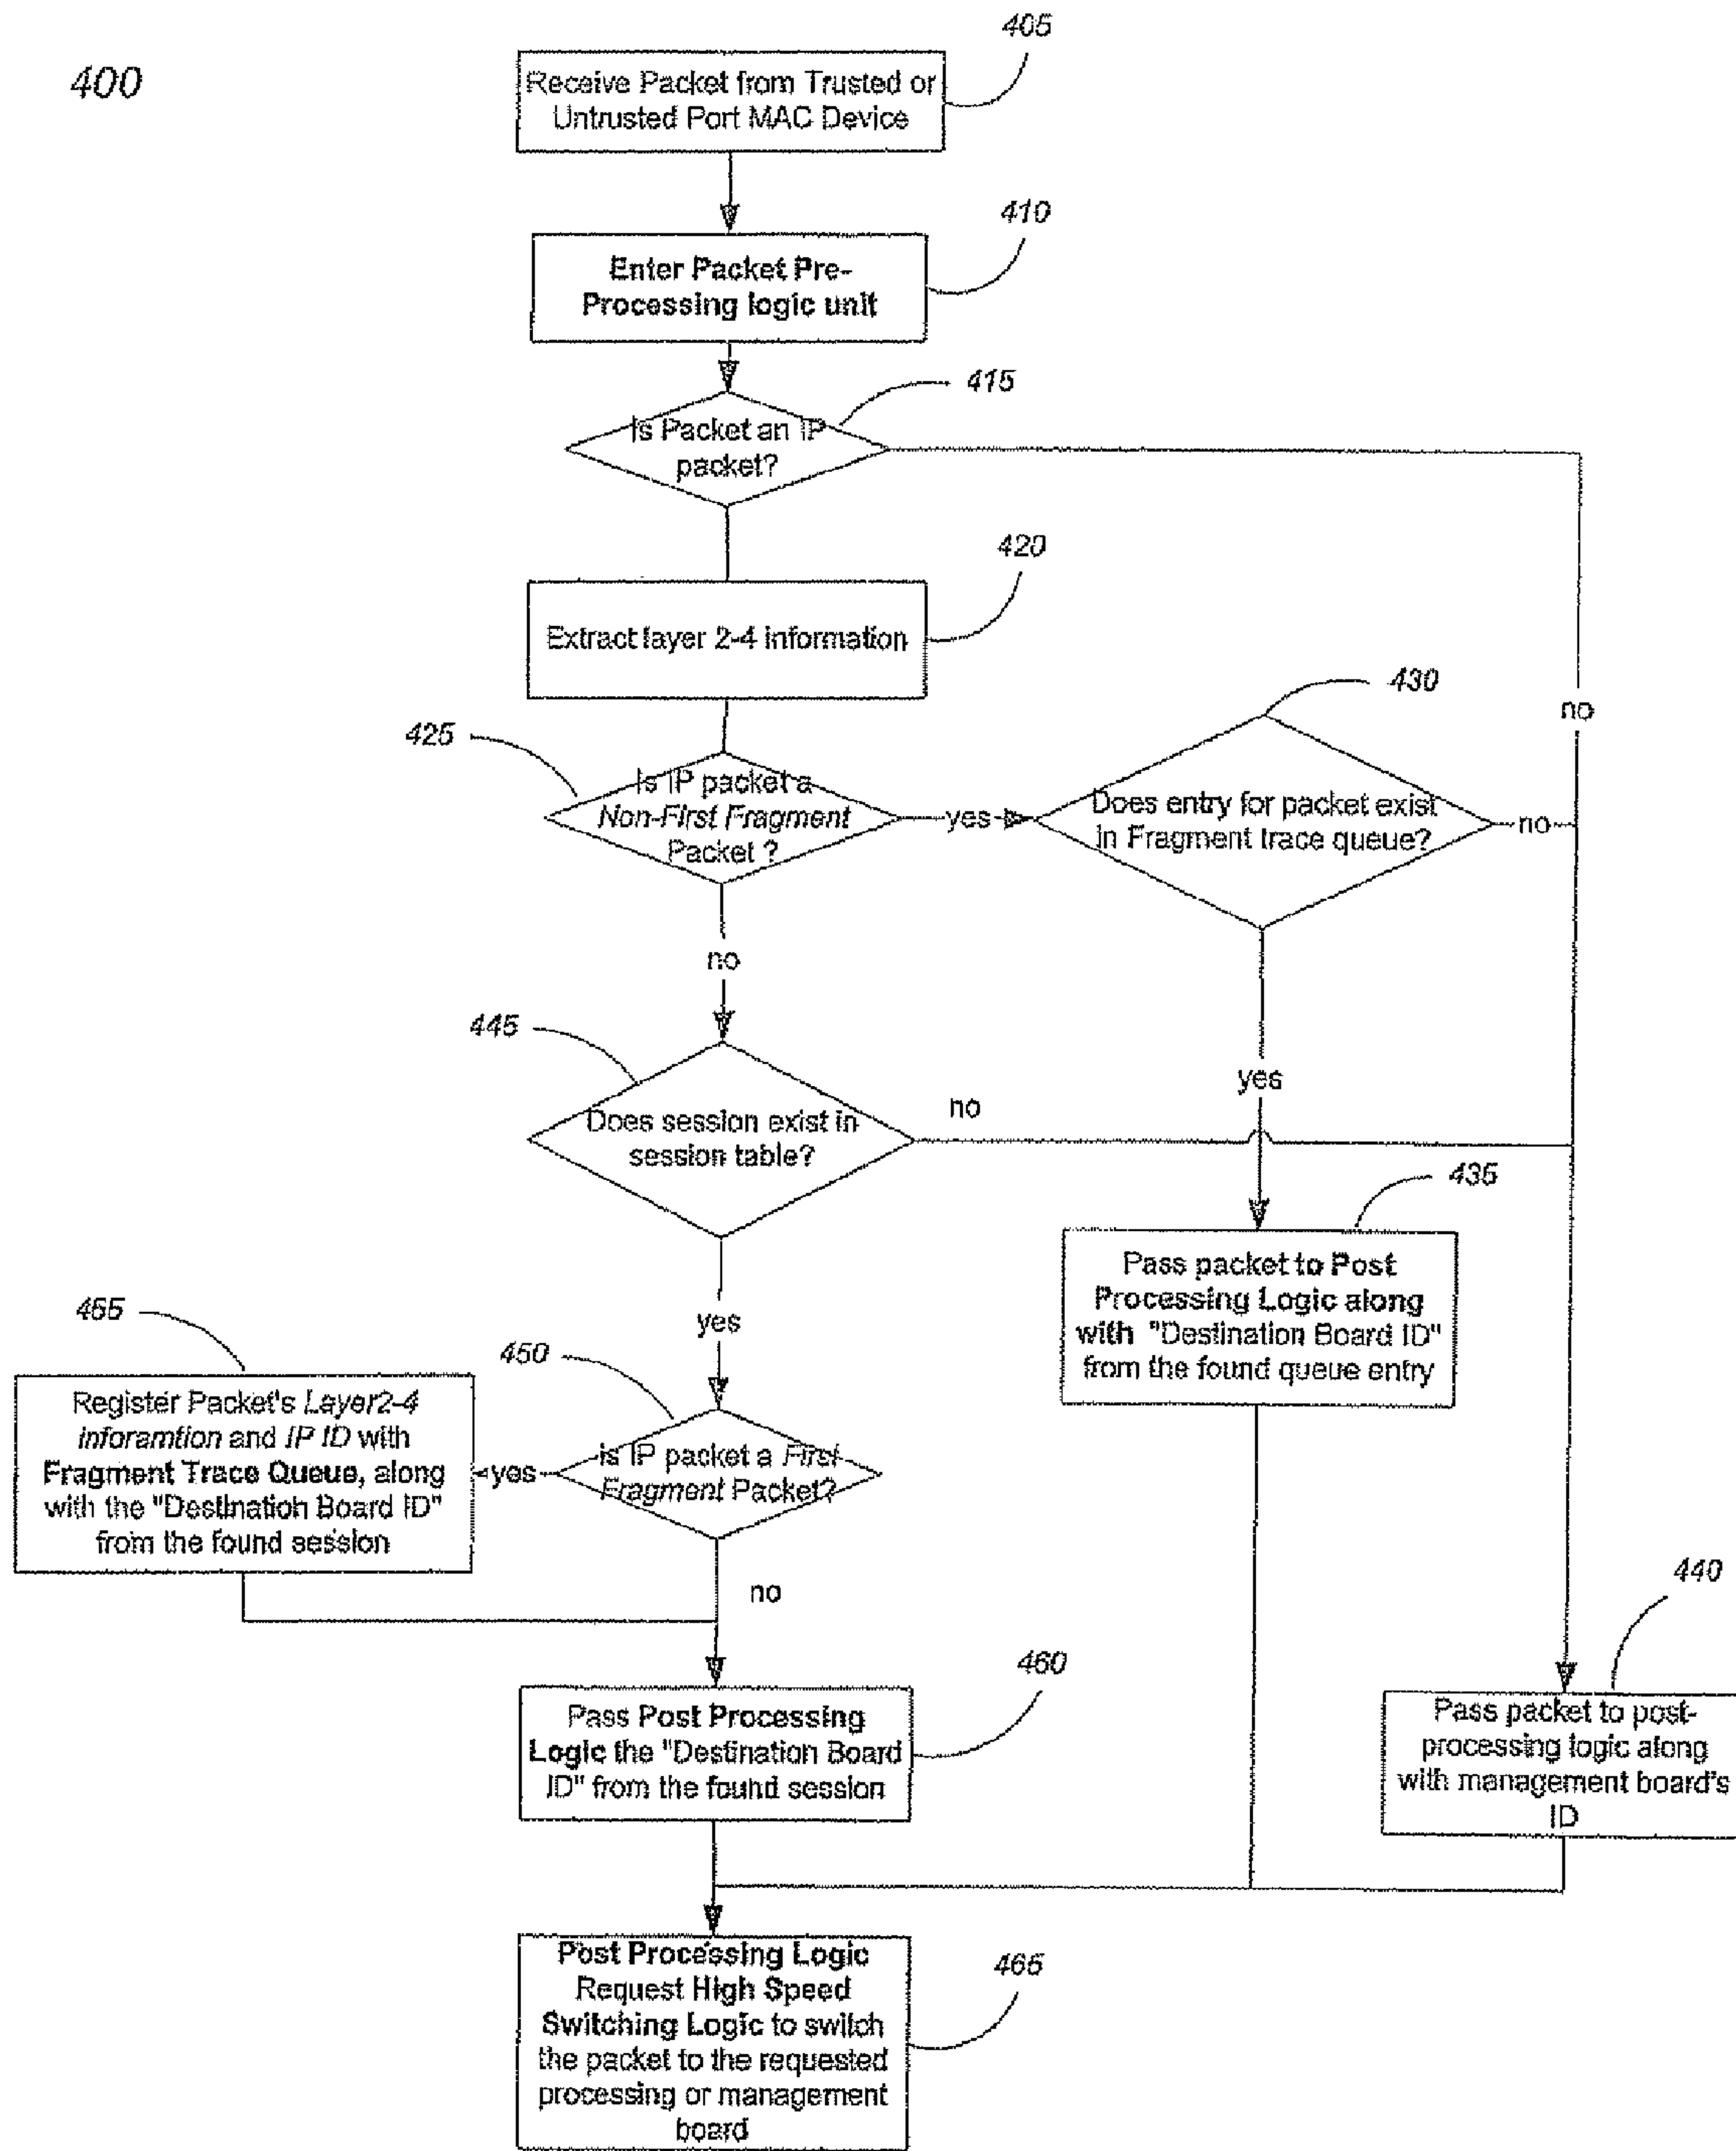 400
405
Receive Packet from Trusted or
Untrusted Port MAC Device
410
Enter Packet Pre-
Processing logic unit
415
Is Packet an IP
packet?
420
Extract layer 2-4 information
430
no
425
Is IP packet a
Non-First Fragment
Packet ?
yes
Does entry for packet exist
in Fragment trace queue?
no
no
445
yes
Does session exist in
session table?
no
435
Pass packet to Post
Processing Logic along
with "Destination Board ID"
from the found queue entry
yes
455
450
Register Packet's Layer2-4
inforamtion and IP ID with
Fragment Trace Queue, along
with the "Destination Board ID"
from the found session
yes
is IP packet a First
Fragment Packet?
no
440
460
Pass Post Processing
Logic the "Destination Board
ID" from the found session
Pass packet to post-
processing logic along
with management board's
ID
Post Processing Logic
Request High Speed
Switching Logic to switch
the packet to the requested
processing or management
board
465